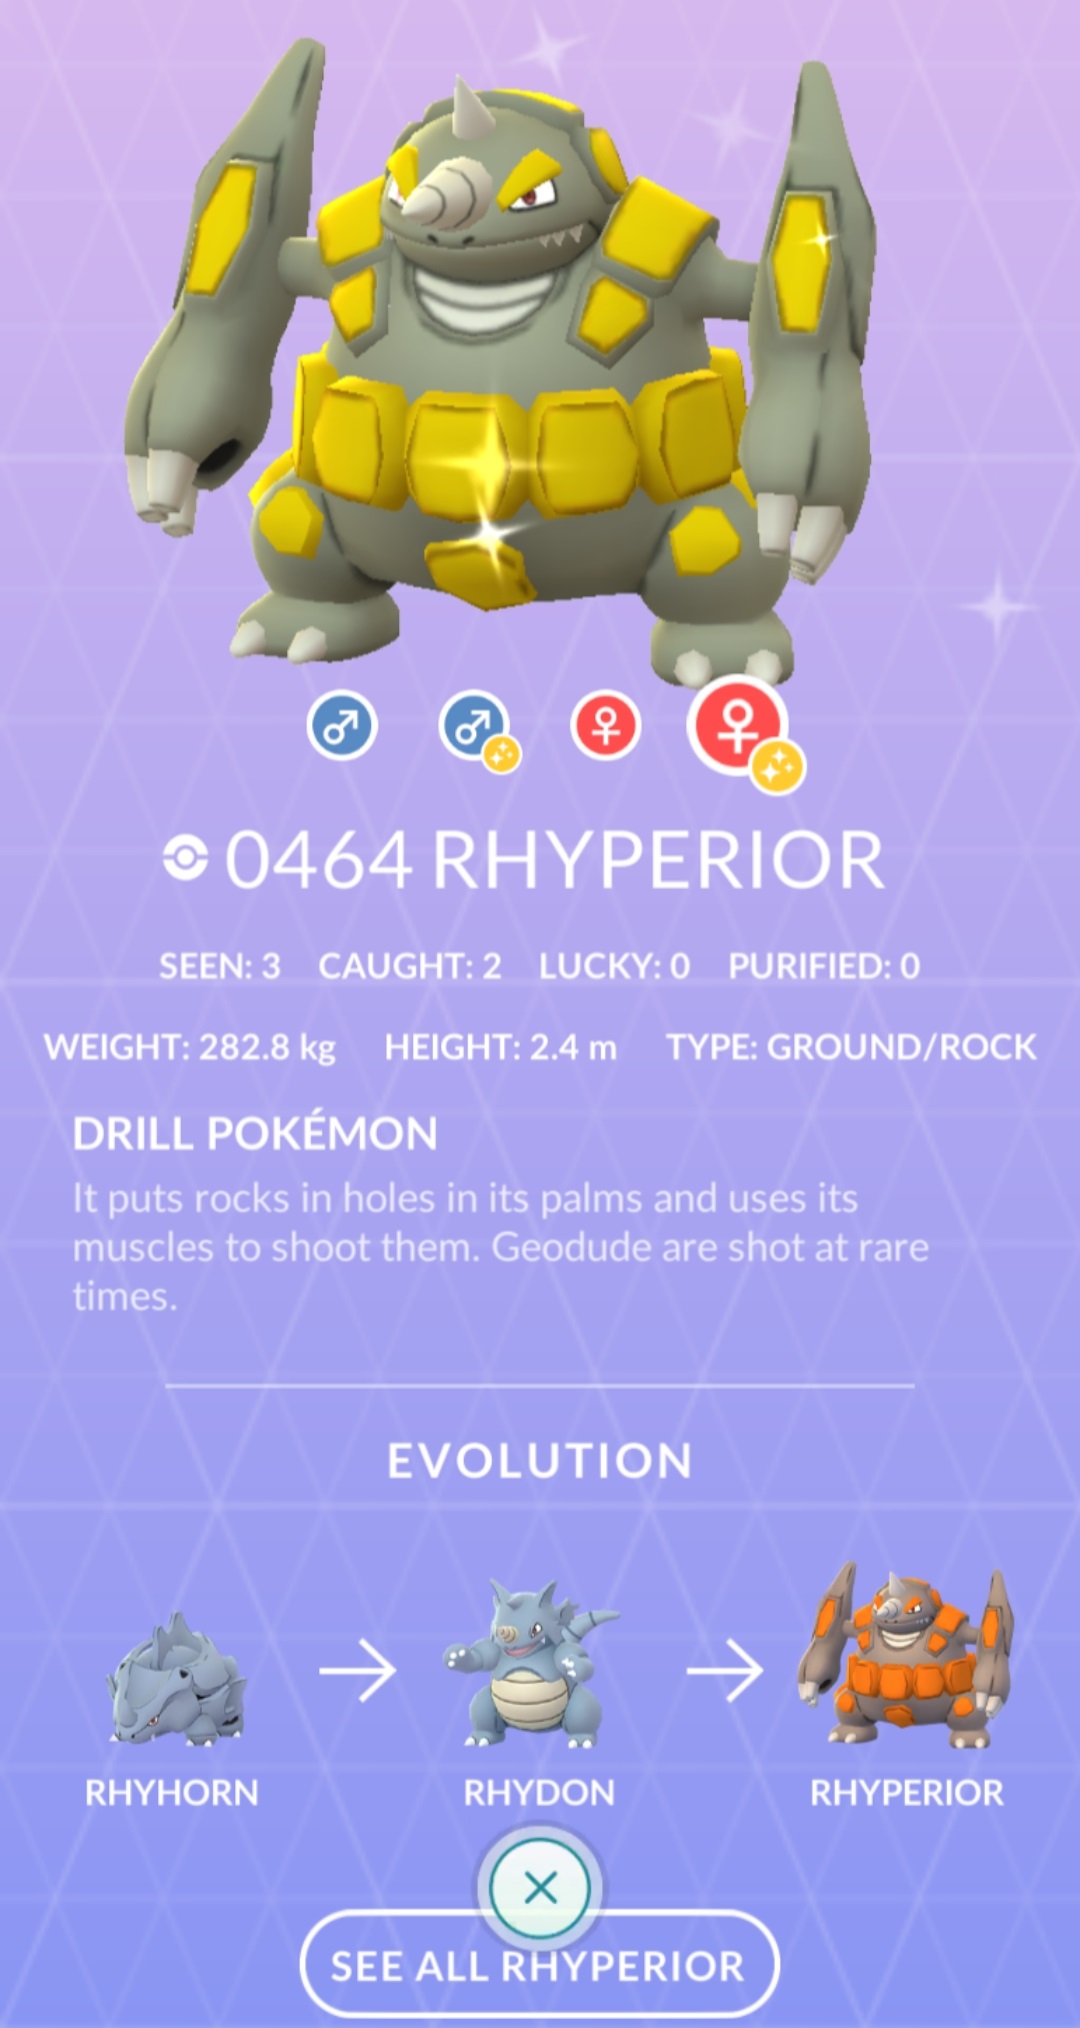 0464 RHYPERIOR
SEEN: 3 CAUGHT: 2 LUCKY: 0 PURIFIED: 0
WEIGHT: 282.8 kg HEIGHT: 2.4 m TYPE: GROUND/ROCK
DRILL POKÉMON
It puts rocks in holes in its palms and uses its
muscles to shoot them. Geodude are shot at rare
times.
EVOLUTION
RHYHORN RHYDON RHYPERIOR
SEE ALL RHYPERIOR